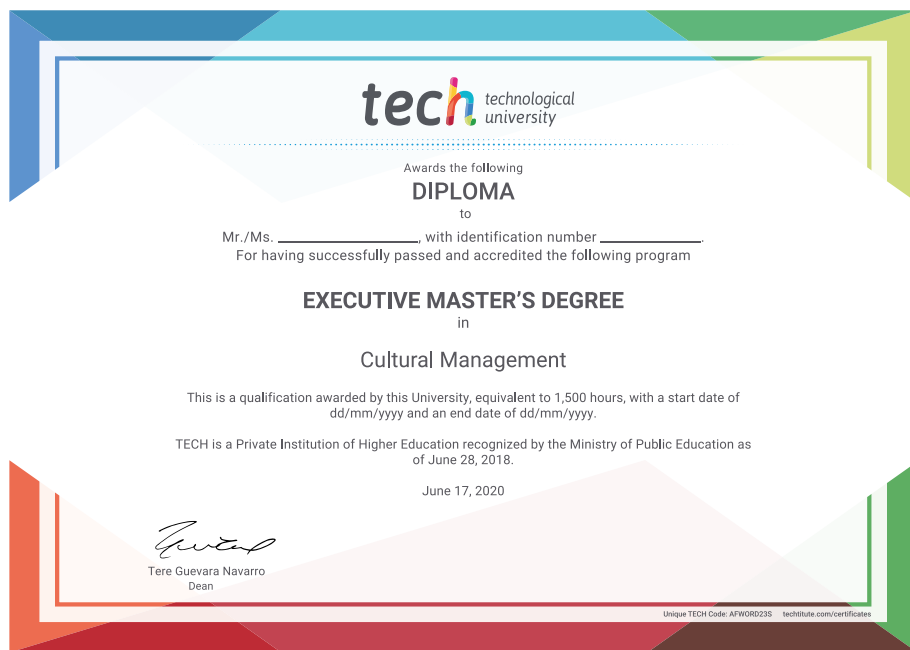 tech technological
university
Awards the following
DIPLOMA
to
Mr./Ms. ____________________, with identification number ______________.
For having successfully passed and accredited the following program
EXECUTIVE MASTER'S DEGREE
in
Cultural Management
This is a qualification awarded by this University, equivalent to 1,500 hours, with a start date of
dd/mm/yyyy and an end date of dd/mm/yyyy.
TECH is a Private Institution of Higher Education recognized by the Ministry of Public Education as
of June 28, 2018.
June 17, 2020
Tere Guevara Navarro
Dean
Unique TECH Code: AFWORD23S techtitute.com/certificates